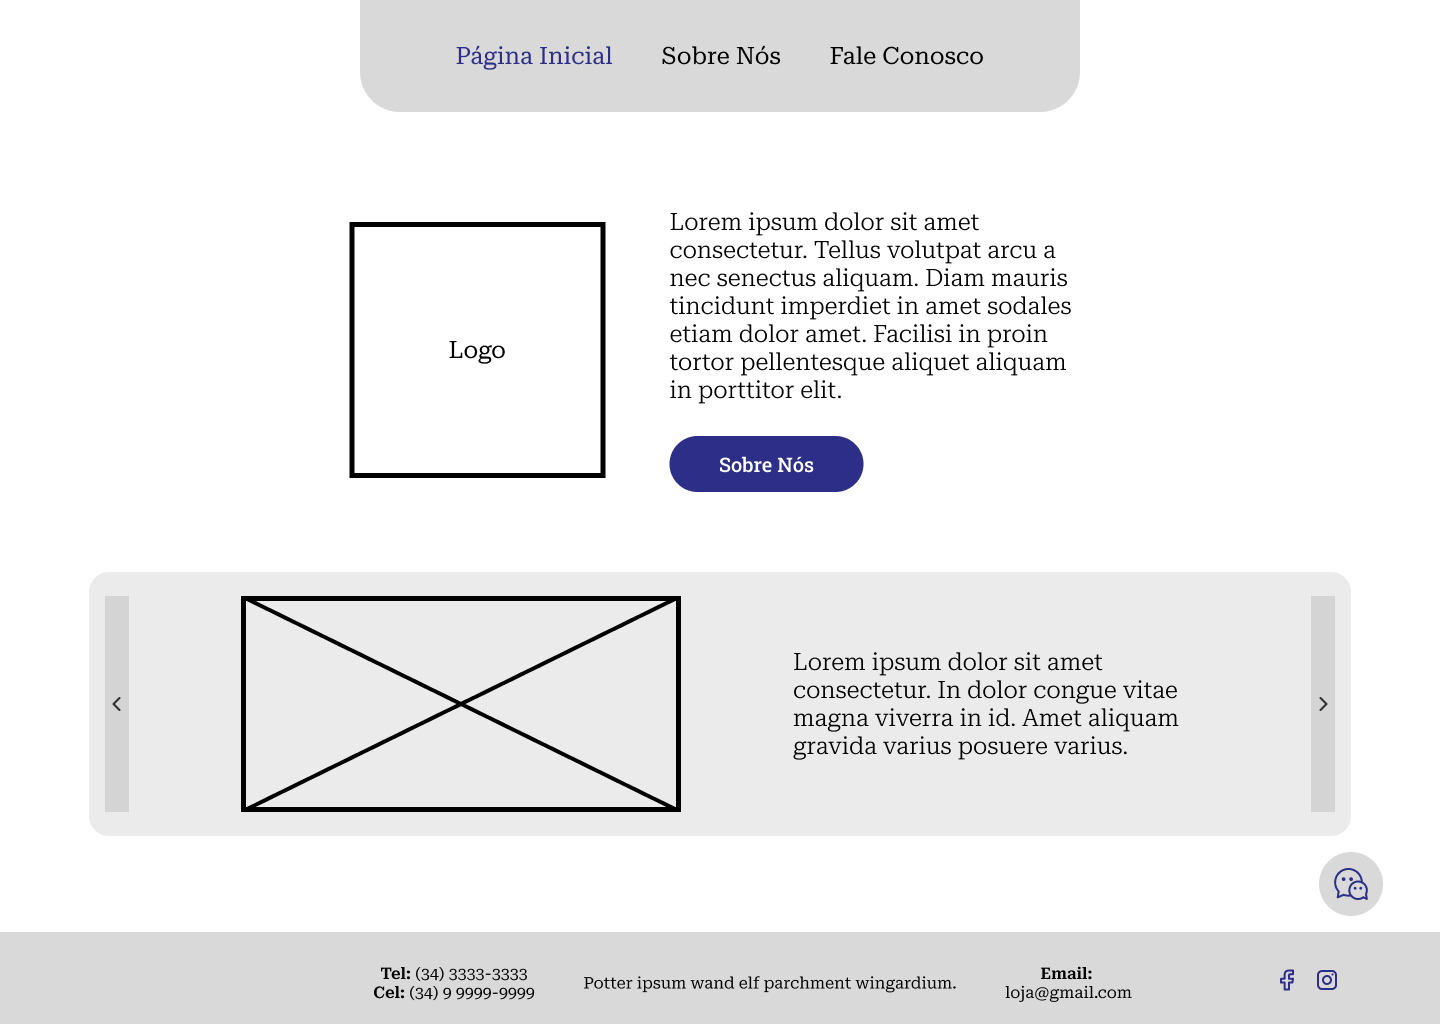 Página Inicial Sobre Nós Fale Conosco
Logo
Lorem ipsum dolor sit amet
consectetur. Tellus volutpat arcu a
nec senectus aliquam. Diam mauris
tincidunt imperdiet in amet sodales
etiam dolor amet. Facilisi in proin
tortor pellentesque aliquet aliquam
in porttitor elit.
Sobre Nós
Lorem ipsum dolor sit amet
consectetur. In dolor congue vitae
magna viverra in id. Amet aliquam
gravida varius posuere varius.
Tel: (34) 3333-3333
Cel: (34) 9 9999-9999
Potter ipsum wand elf parchment wingardium.
Email:
loja@gmail.com